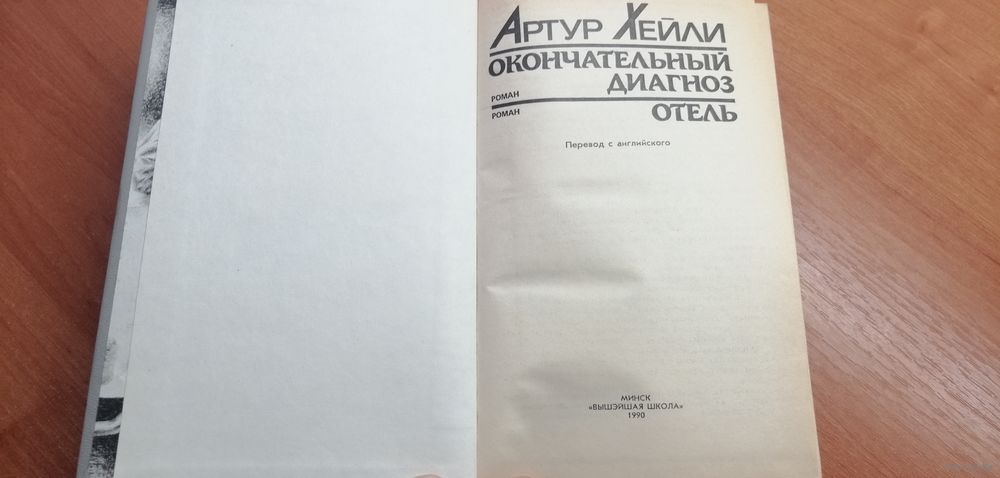 АРТУР ХЕЙЛИ
ОКОНЧАТЕЛЬНЫЙ
ДИАГНОЗ
РОМАН
РОМАН
ОТЕЛЬ
Перевод с английского
МИНСК
«ВЫШЭЙШАЯ ШКОЛА»
1990